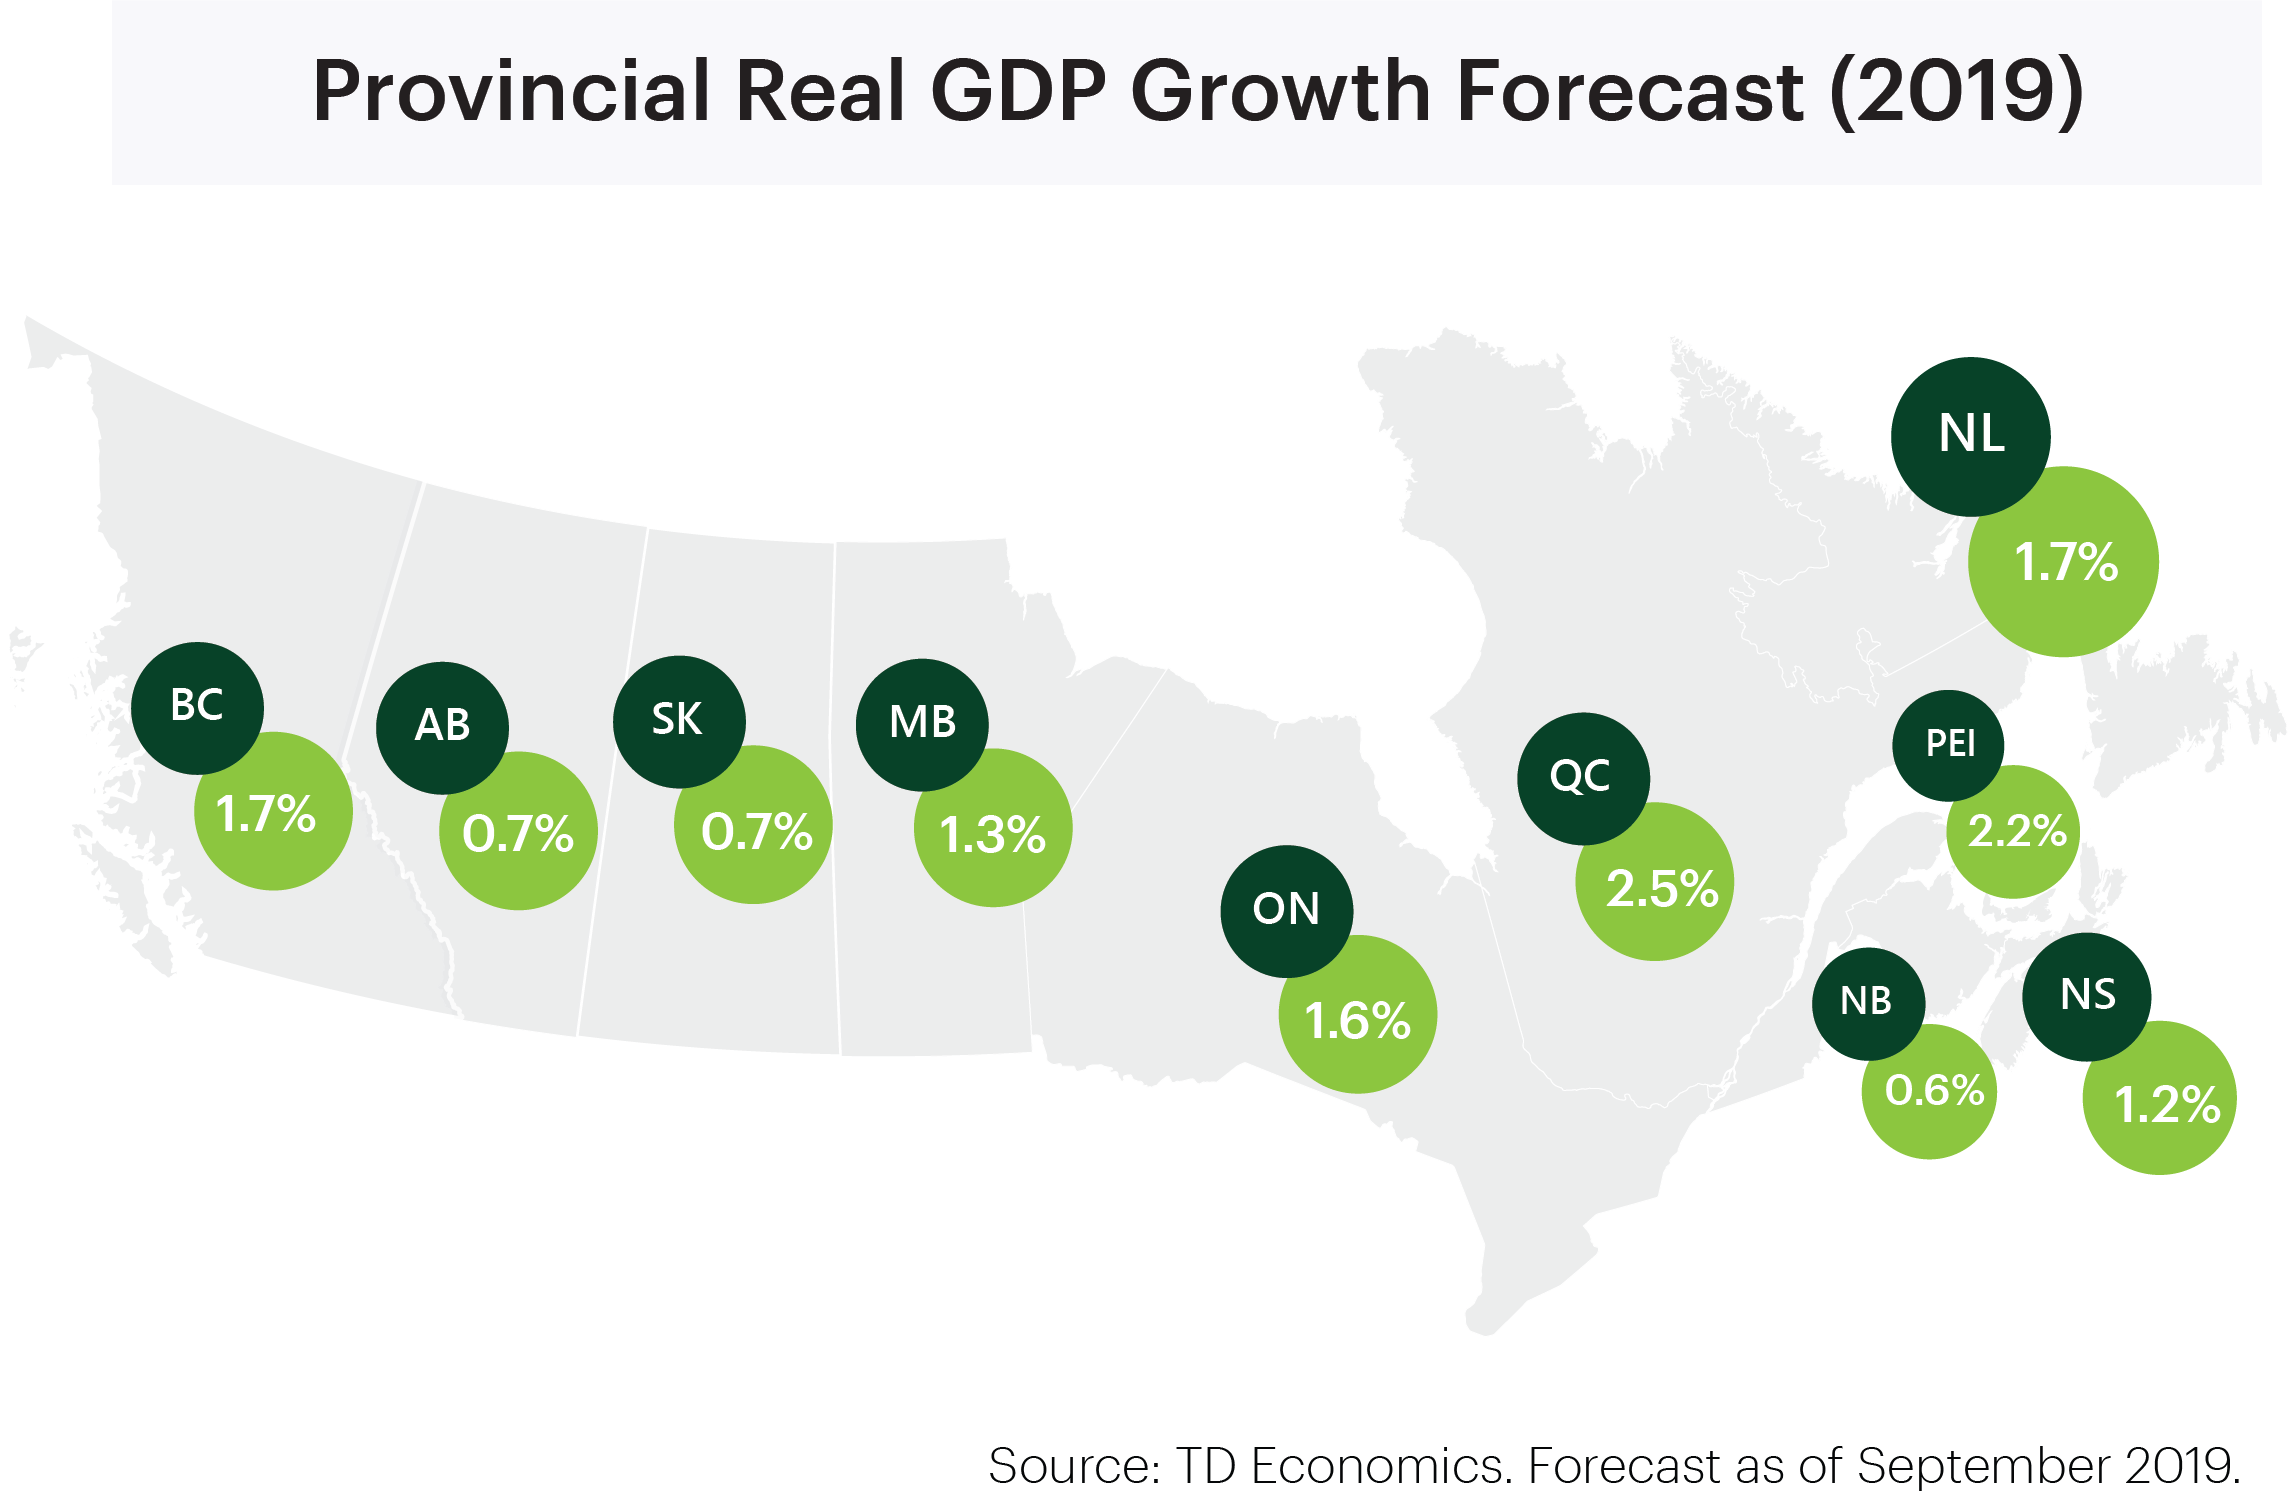 Provincial Real GDP Growth Forecast (2019)
NL
1.7%
BC
1.7%
AB
0.7%
SK
0.7%
MB
1.3%
ON
1.6%
QC
2.5%
PEI
2.2%
NB
0.6%
NS
1.2%
Source: TD Economics. Forecast as of September 2019.